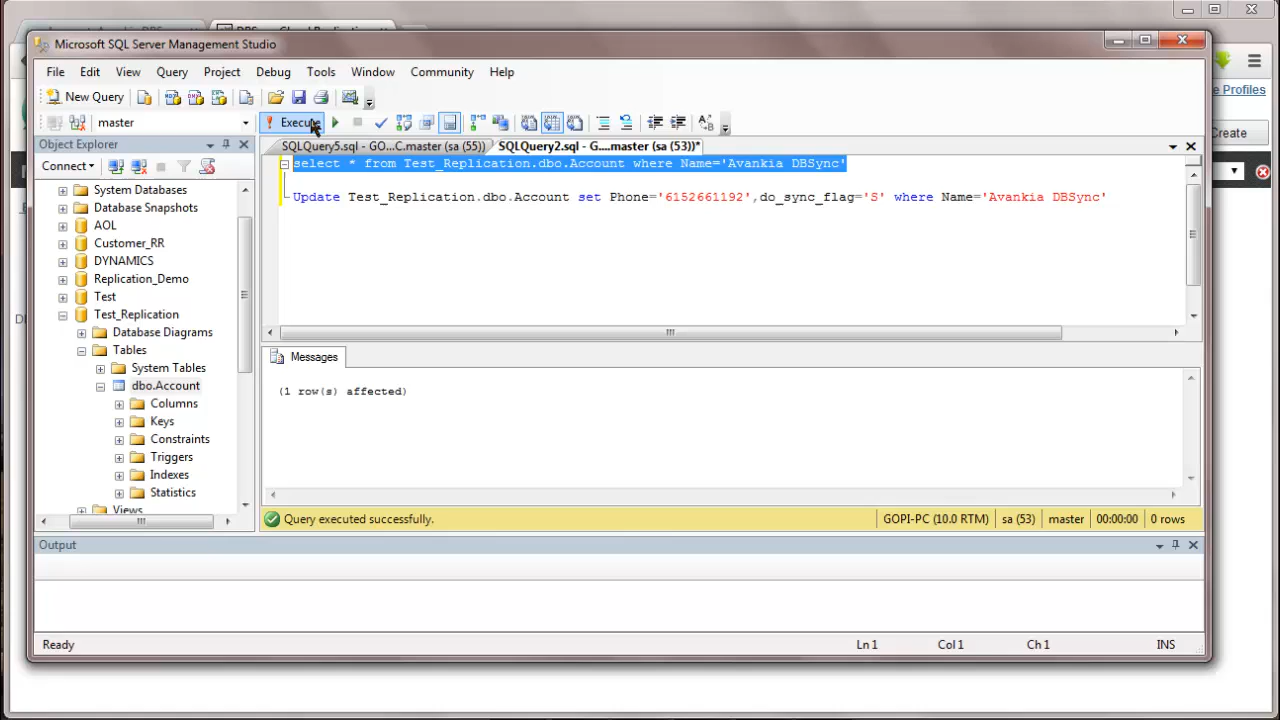 Microsoft SQL Server Management Studio
File Edit View Query Project Debug Tools Window Community Help
New Query
master
Execute
Object Explorer
SQLQuery5.sql - GO...C.master (sa (55))
SQLQuery2.sql - G....master (sa (53))*
Connect
select * from Test_Replication.dbo.Account where Name='Avankia DBSync'
Update Test_Replication.dbo.Account set Phone='6152661192',do_sync_flag='S' where Name='Avankia DBSync'
System Databases
Database Snapshots
AOL
Customer_RR
DYNAMICS
Replication_Demo
Test
Test_Replication
Database Diagrams
Tables
System Tables
dbo.Account
Columns
Keys
Constraints
Triggers
Indexes
Statistics
Views
Messages
(1 row(s) affected)
Query executed successfully.
GOPI-PC (10.0 RTM) sa (53) master 00:00:00 0 rows
Output
Ready
Ln 1 Col 1 Ch 1 INS
Profiles
Create